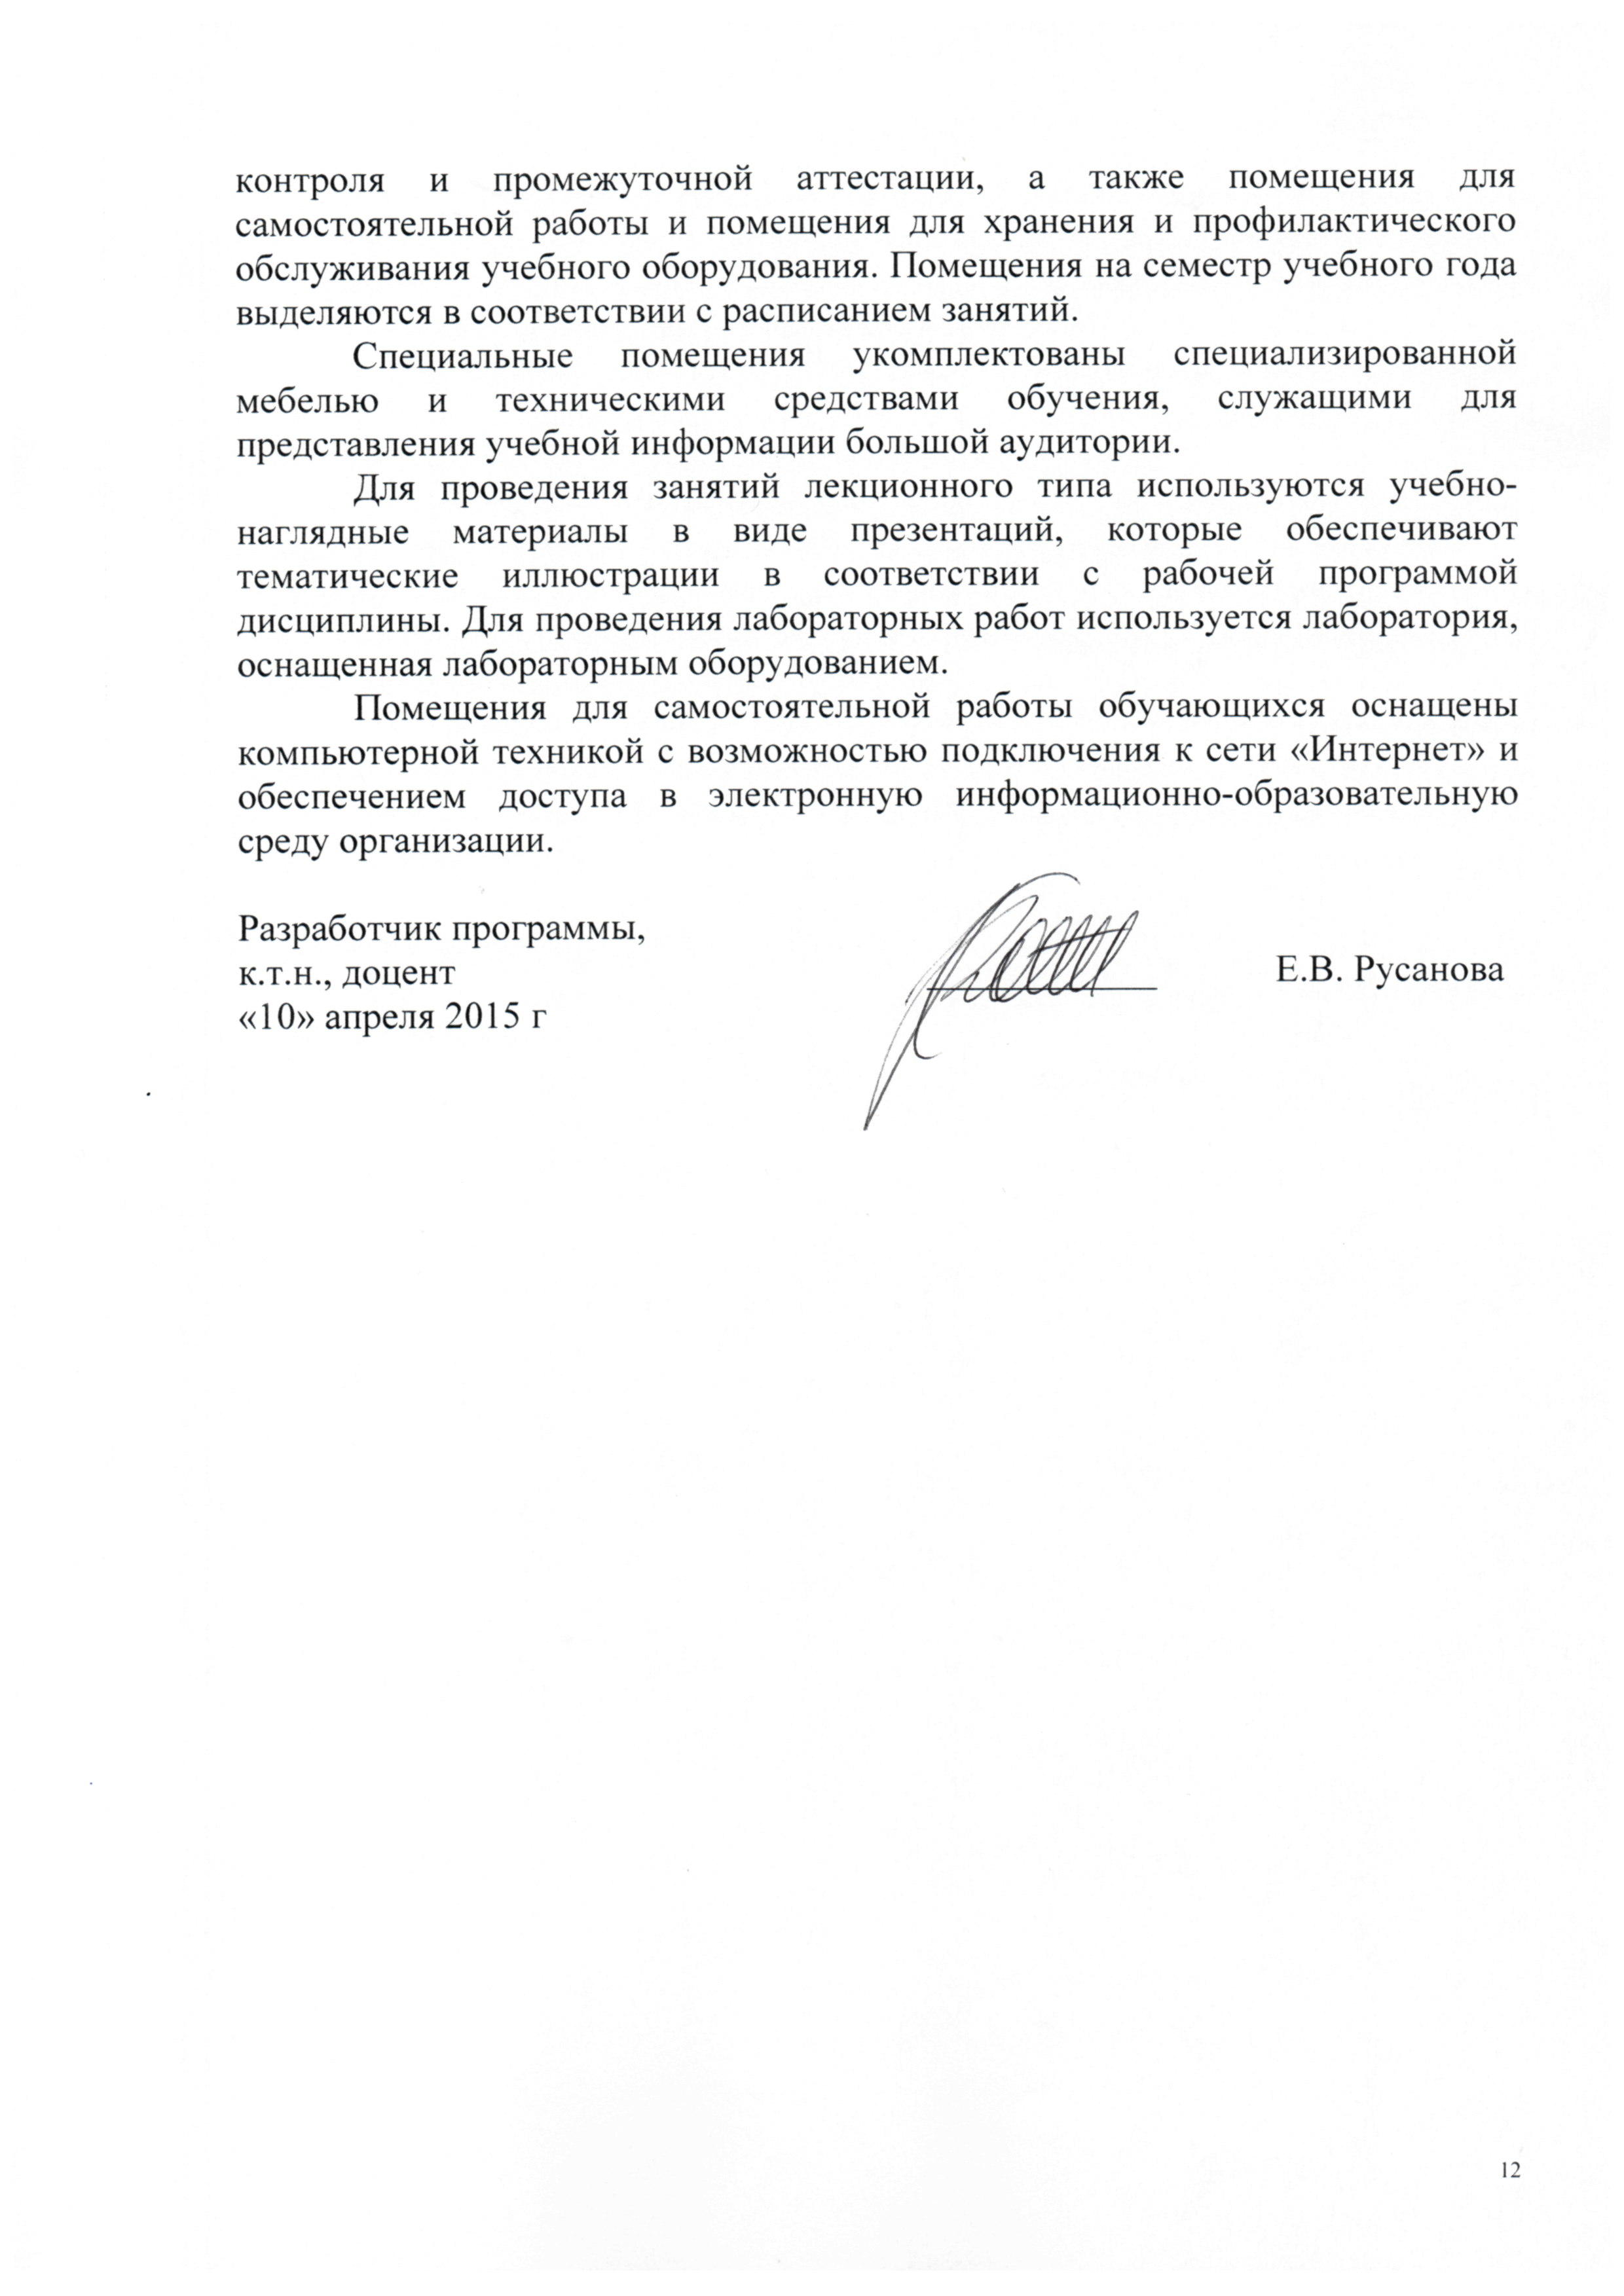 контроля и промежуточной аттестации, а также помещения для
самостоятельной работы и помещения для хранения и профилактического
обслуживания учебного оборудования. Помещения на семестр учебного года
выделяются в соответствии с расписанием занятий.
Специальные помещения укомплектованы специализированной
мебелью и техническими средствами обучения, служащими для
представления учебной информации большой аудитории.
Для проведения занятий лекционного типа используются учебно-
наглядные материалы в виде презентаций, которые обеспечивают
тематические иллюстрации в соответствии с рабочей программой
дисциплины. Для проведения лабораторных работ используется лаборатория,
оснащенная лабораторным оборудованием.
Помещения для самостоятельной работы обучающихся оснащены
компьютерной техникой с возможностью подключения к сети «Интернет» и
обеспечением доступа в электронную информационно-образовательную
среду организации.
Разработчик программы,
к.т.н., доцент
Е.В. Русанова
«10» апреля 2015 г
12